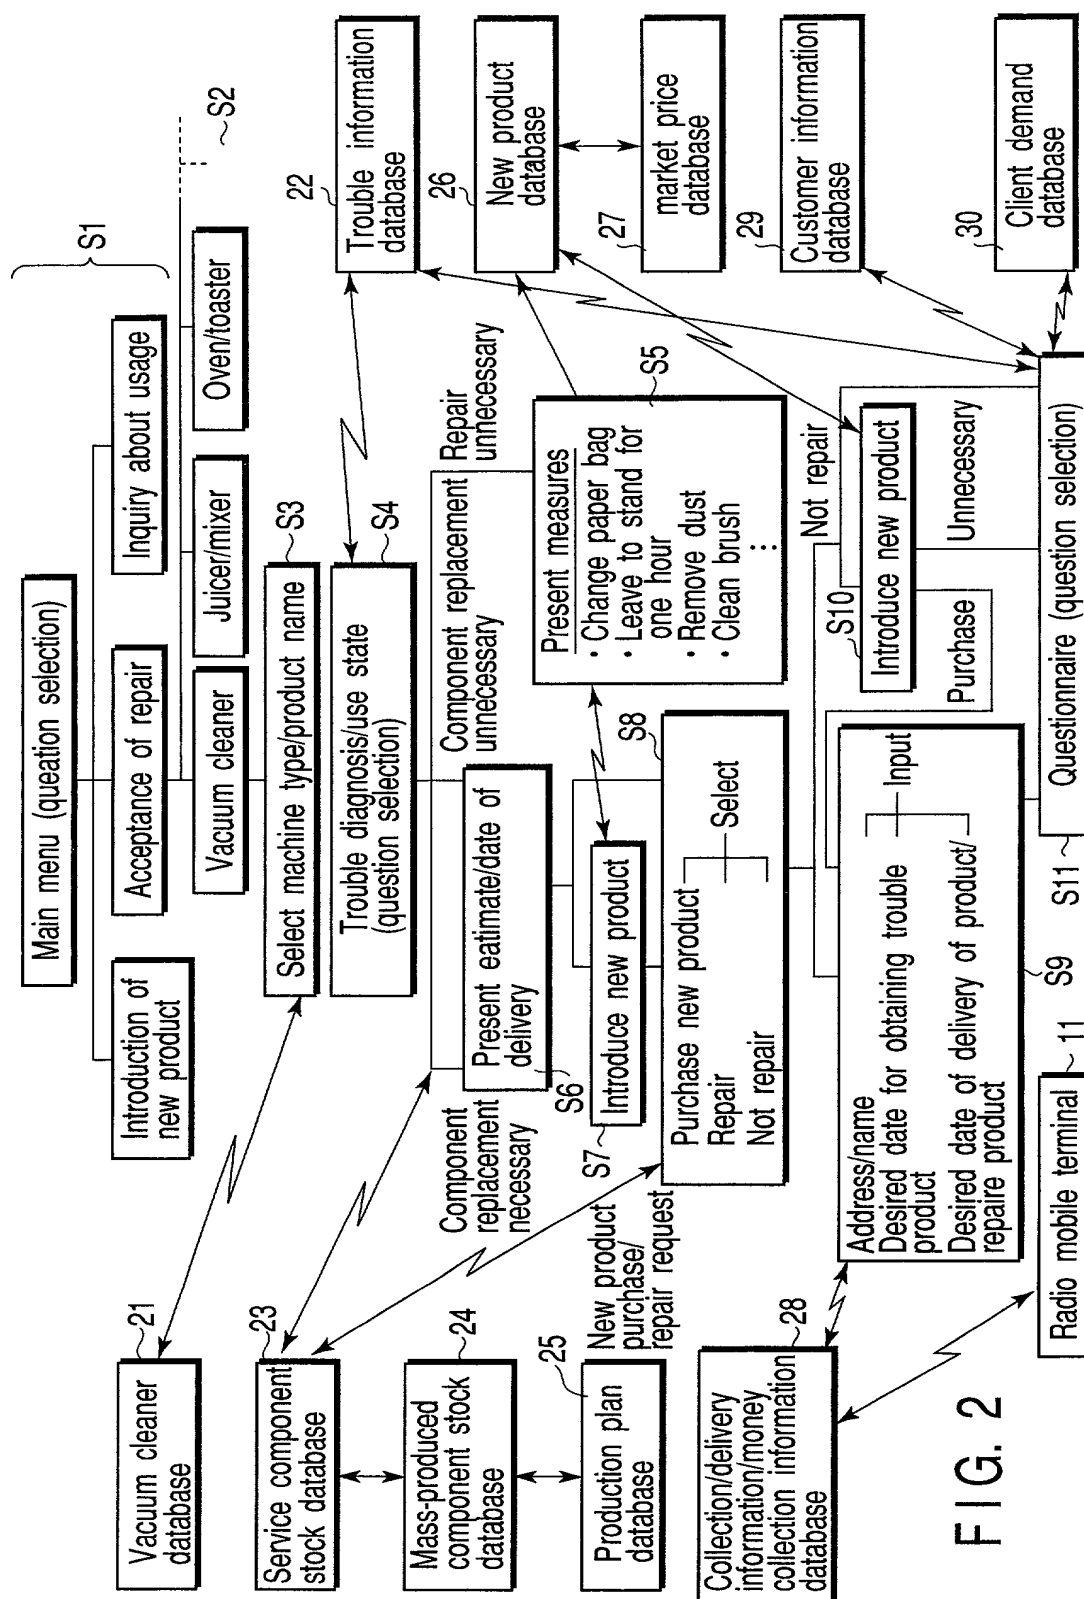 Main menu (queation selection)
S1
Introduction of
new product
Acceptance of repair
Inquiry about usage
S2
Vacuum cleaner
Juicer/mixer
Oven/toaster
21
Vacuum cleaner
database
Select machine type/product name
S3
22
Trouble information
database
23
Service component
stock database
Trouble diagnosis/use state
(question selection)
S4
Component
replacement
necessary
Component replacement
unnecessary
Repair
unnecessary
24
Mass-produced
component stock
database
Present eatimate/date of
delivery
S6
26
New product
database
Present measures
• Change paper bag
• Leave to stand for
one hour
• Remove dust
• Clean brush
S5
25
Production plan
database
New product
purchase/
repair request
S7
Introduce new product
27
market price
database
S8
Purchase new product
Repair
Not repair
Select
28
Collection/delivery
information/money
collection information
database
29
Customer information
database
Not repair
S10
Introduce new product
Purchase
Unnecessary
Address/name
Desired date for obtaining trouble
product
Desired date of delivery of product/
repaire product
Input
S9
30
Client demand
database
Radio mobile terminal
11
S11
Questionnaire (question selection)
FIG. 2